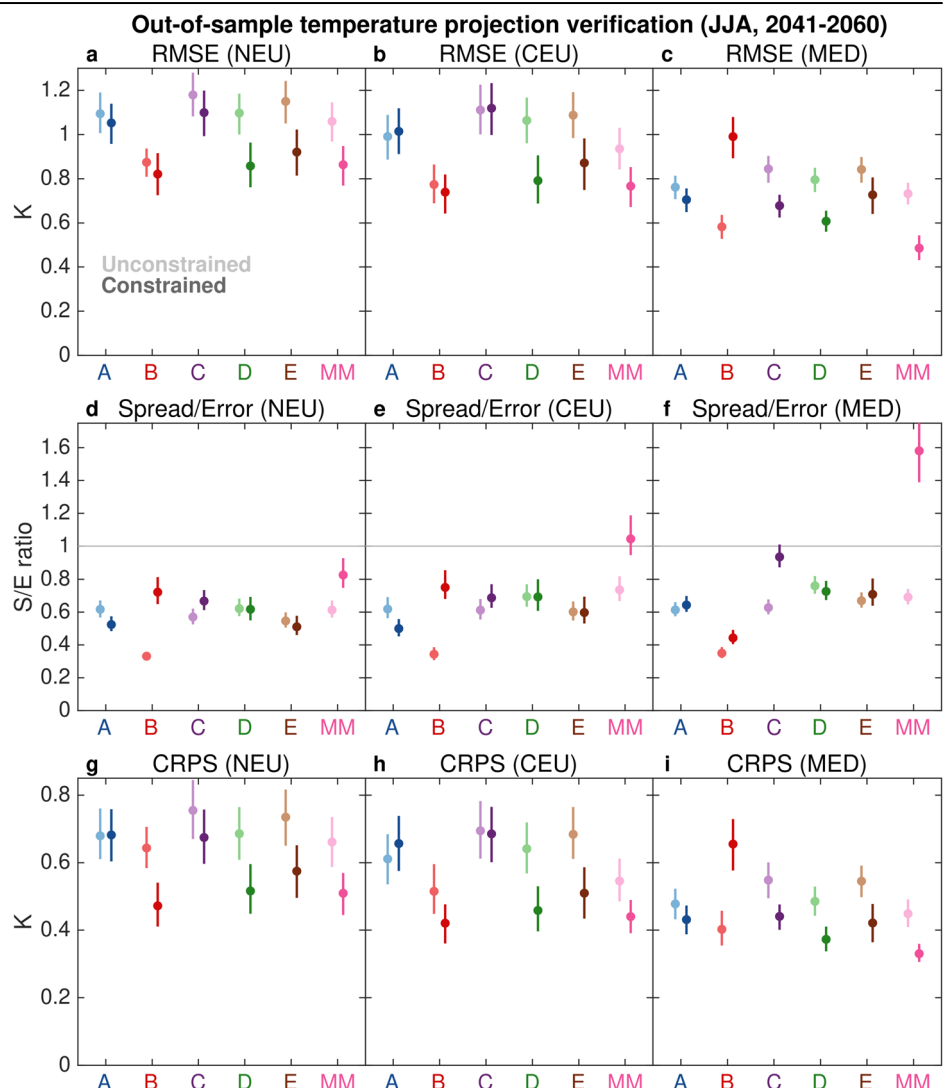 Out-of-sample temperature projection verification (JJA, 2041-2060)
a RMSE (NEU) b RMSE (CEU) c RMSE (MED)
1.2
1
0.8
K
0.6
0.4
Unconstrained
Constrained
0.2
0
A B C D E MM A B C D E MM A B C D E MM
d Spread/Error (NEU) e Spread/Error (CEU) f Spread/Error (MED)
1.6
1.4
1.2
1
S/E ratio
0.8
0.6
0.4
0.2
0
A B C D E MM A B C D E MM A B C D E MM
g CRPS (NEU) h CRPS (CEU) i CRPS (MED)
0.8
0.6
K
0.4
0.2
0
A B C D E MM A B C D E MM A B C D E MM